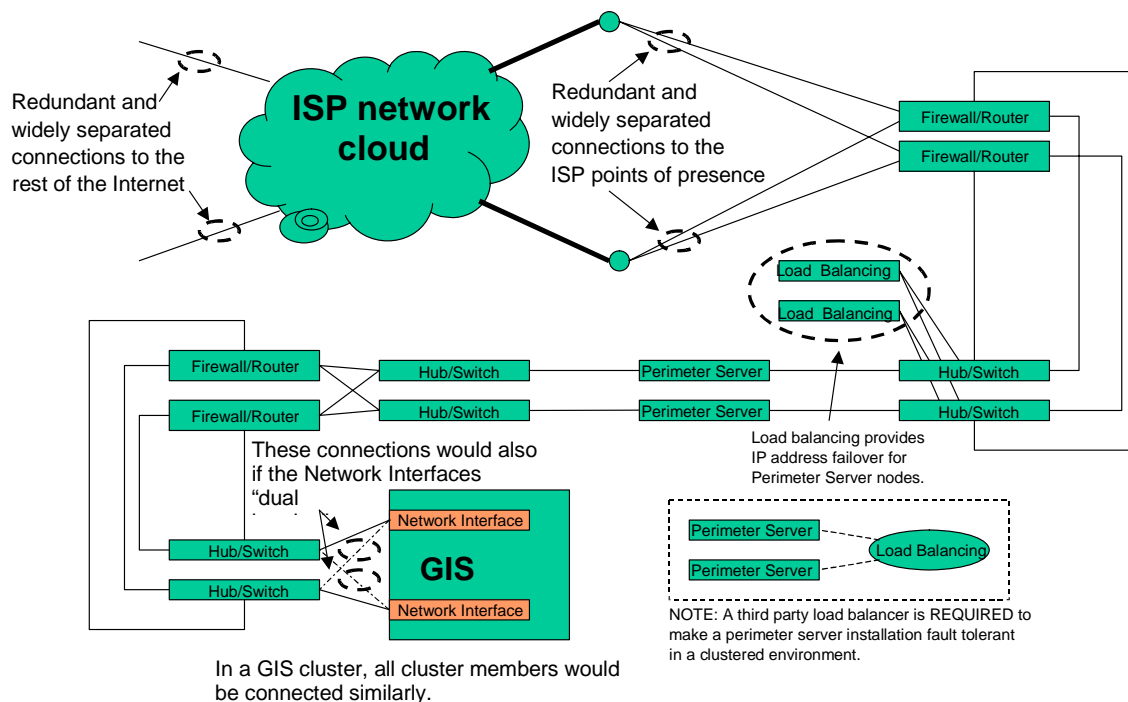 Redundant and
widely separated
connections to the
rest of the Internet
ISP network
cloud
Redundant and
widely separated
connections to the
ISP points of presence
Firewall/Router
Firewall/Router
Load Balancing
Load Balancing
Firewall/Router
Firewall/Router
Hub/Switch
Hub/Switch
Perimeter Server
Perimeter Server
Hub/Switch
Hub/Switch
Load balancing provides
IP address failover for
Perimeter Server nodes.
These connections would also
if the Network Interfaces
“dual
Hub/Switch
Hub/Switch
Network Interface
GIS
Network Interface
Perimeter Server
Perimeter Server
Load Balancing
NOTE: A third party load balancer is REQUIRED to
make a perimeter server installation fault tolerant
in a clustered environment.
In a GIS cluster, all cluster members would
be connected similarly.